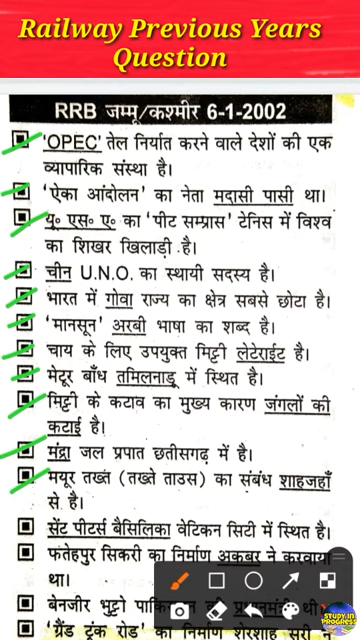 Railway Previous Years
Question
RRB जम्मू/कश्मीर 6-1-2002
'OPEC' तेल निर्यात करने वाले देशों की एक
व्यापारिक संस्था है।
'ऐका आंदोलन' का नेता मदासी पासी था।
यू० एस० ए० का 'पीट सम्प्रास' टेनिस में विश्व
का शिखर खिलाड़ी है।
चीन U.N.O. का स्थायी सदस्य है।
भारत में गोवा राज्य का क्षेत्र सबसे छोटा है।
'मानसून' अरबी भाषा का शब्द है।
चाय के लिए उपयुक्त मिट्टी लेटेराईट है।
मेटूर बाँध तमिलनाडू में स्थित है।
मिट्टी के कटाव का मुख्य कारण जंगलों की
कटाई है।
मंद्रा जल प्रपात छतीसगढ़ में है।
मयूर तख्त (तख्ते ताउस) का संबंध शाहजहाँ
से है।
सेंट पीटर्स बैसिलिका वेटिकन सिटी में स्थित है।
फतेहपुर सिकरी का निर्माण अकबर ने करवाया
था।
बेनजीर भुट्टो
'ग्रैंड ट्रंक रोड' का निर्माण शेरशाह
STUDY IN
PROGRESS